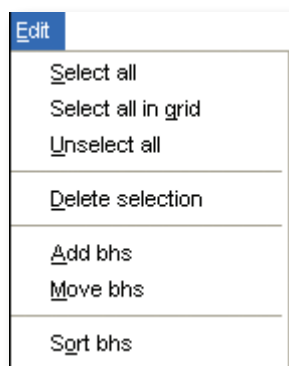 Edit
Select all
Select all in grid
Unselect all
Delete selection
Add bhs
Move bhs
Sort bhs